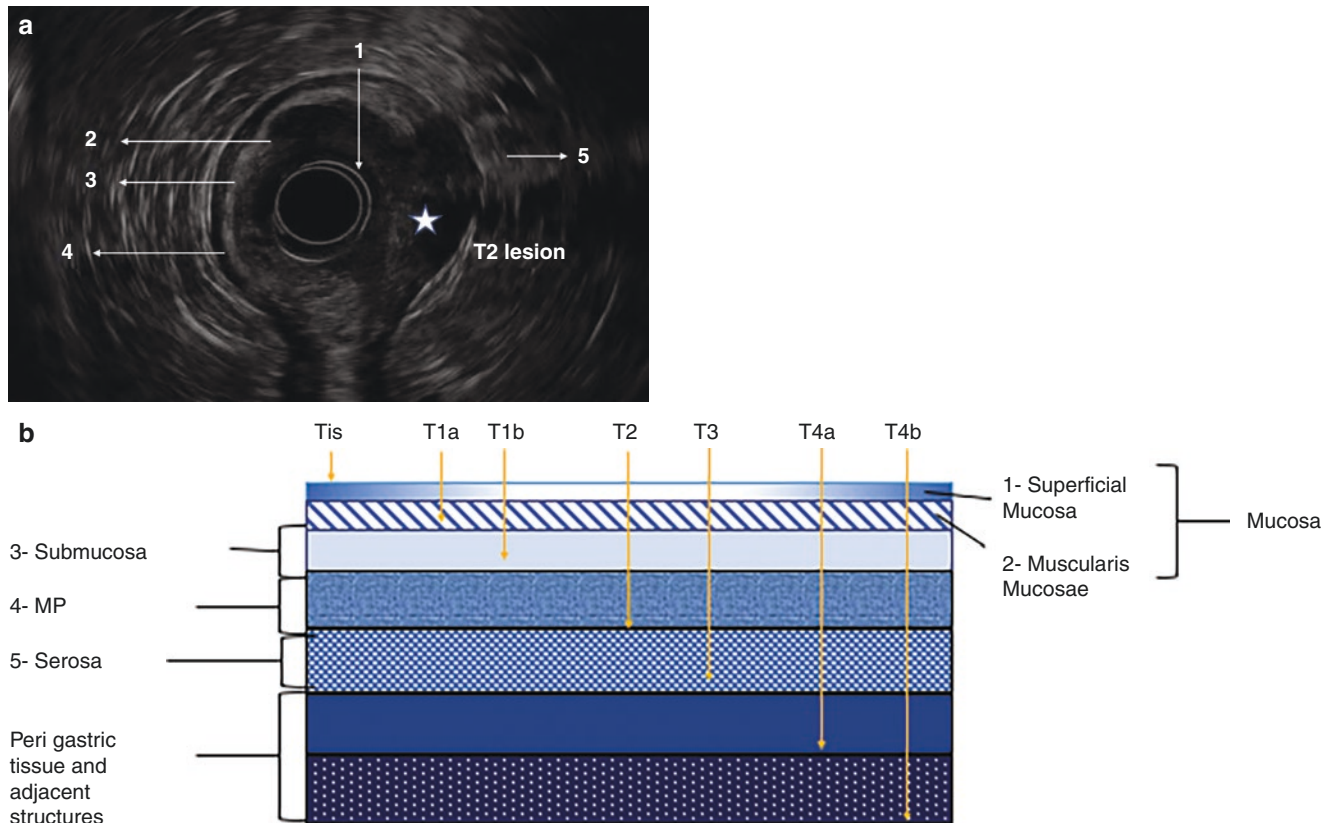 a
1
2
5
3
4
T2 lesion
b
Tis T1a T1b T2 T3 T4a T4b
1- Superficial
Mucosa
Mucosa
2- Muscularis
Mucosae
3- Submucosa
4- MP
5- Serosa
Peri gastric
tissue and
adjacent
structures